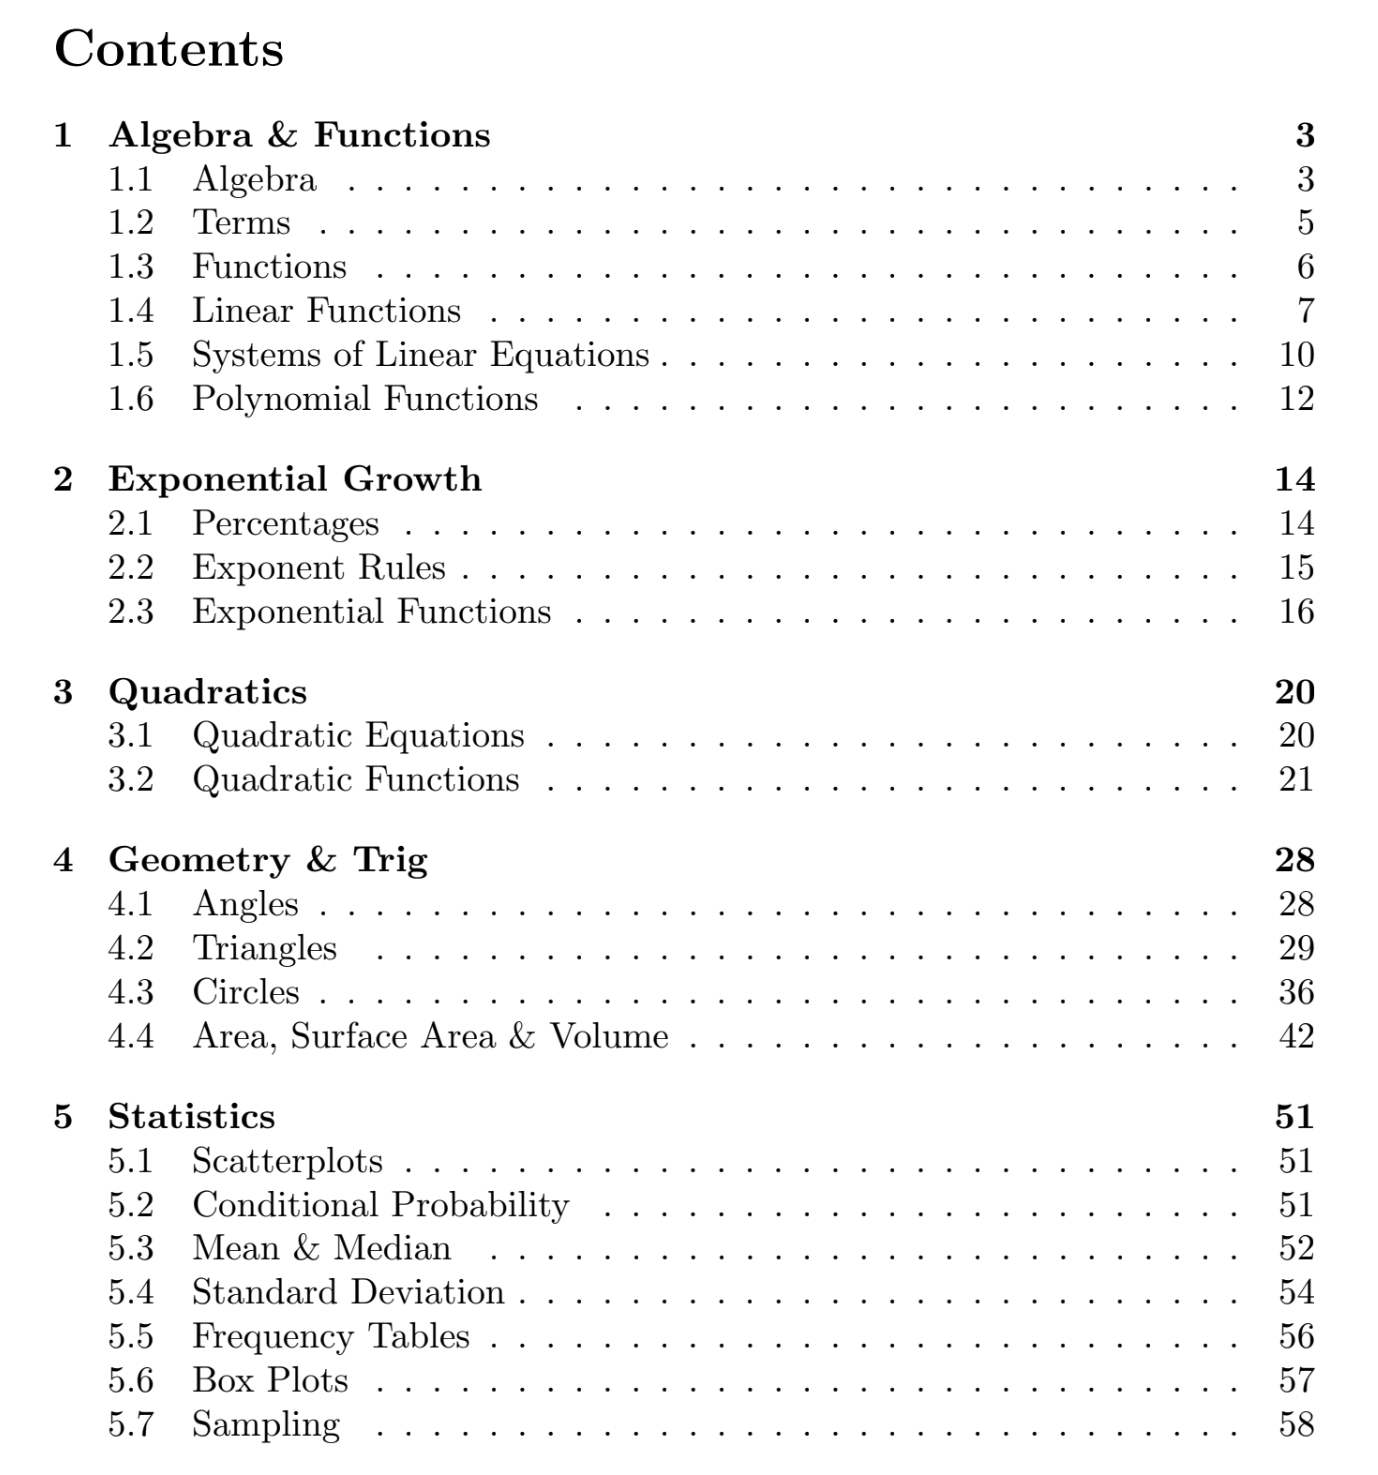 Contents
1 Algebra & Functions 3
1.1 Algebra . . . . . . . . . . . . . . . . . . . . . . . . . . . . . . . . 3
1.2 Terms . . . . . . . . . . . . . . . . . . . . . . . . . . . . . . . . . 5
1.3 Functions . . . . . . . . . . . . . . . . . . . . . . . . . . . . . . . 6
1.4 Linear Functions . . . . . . . . . . . . . . . . . . . . . . . . . . . 7
1.5 Systems of Linear Equations . . . . . . . . . . . . . . . . . . . . . 10
1.6 Polynomial Functions . . . . . . . . . . . . . . . . . . . . . . . . 12
2 Exponential Growth 14
2.1 Percentages . . . . . . . . . . . . . . . . . . . . . . . . . . . . . . 14
2.2 Exponent Rules . . . . . . . . . . . . . . . . . . . . . . . . . . . . 15
2.3 Exponential Functions . . . . . . . . . . . . . . . . . . . . . . . . 16
3 Quadratics 20
3.1 Quadratic Equations . . . . . . . . . . . . . . . . . . . . . . . . . 20
3.2 Quadratic Functions . . . . . . . . . . . . . . . . . . . . . . . . . 21
4 Geometry & Trig 28
4.1 Angles . . . . . . . . . . . . . . . . . . . . . . . . . . . . . . . . . 28
4.2 Triangles . . . . . . . . . . . . . . . . . . . . . . . . . . . . . . . 29
4.3 Circles . . . . . . . . . . . . . . . . . . . . . . . . . . . . . . . . . 36
4.4 Area, Surface Area & Volume . . . . . . . . . . . . . . . . . . . . 42
5 Statistics 51
5.1 Scatterplots . . . . . . . . . . . . . . . . . . . . . . . . . . . . . . 51
5.2 Conditional Probability . . . . . . . . . . . . . . . . . . . . . . . 51
5.3 Mean & Median . . . . . . . . . . . . . . . . . . . . . . . . . . . 52
5.4 Standard Deviation . . . . . . . . . . . . . . . . . . . . . . . . . . 54
5.5 Frequency Tables . . . . . . . . . . . . . . . . . . . . . . . . . . . 56
5.6 Box Plots . . . . . . . . . . . . . . . . . . . . . . . . . . . . . . . 57
5.7 Sampling . . . . . . . . . . . . . . . . . . . . . . . . . . . . . . . 58